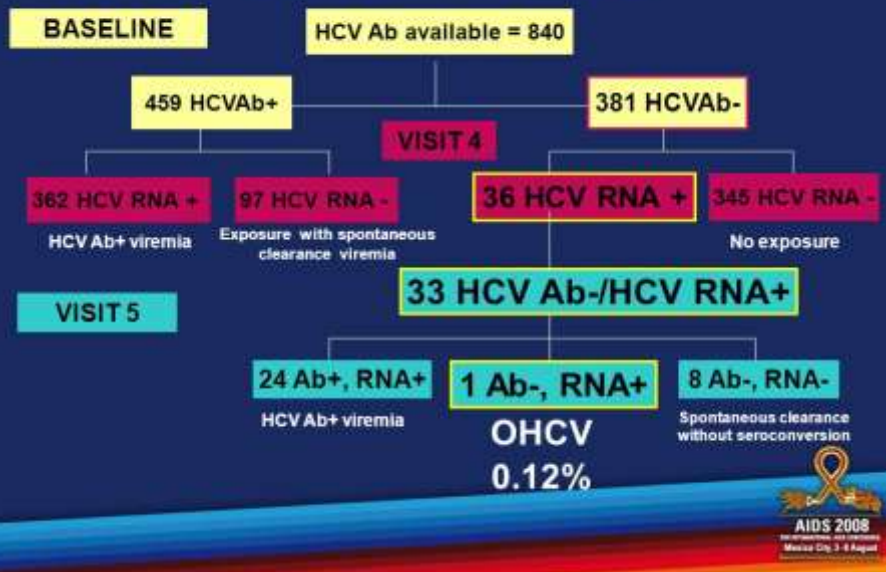 BASELINE
HCV Ab available = 840
459 HCVAb+
381 HCVAb-
VISIT 4
362 HCV RNA +
97 HCV RNA -
36 HCV RNA +
345 HCV RNA -
HCV Ab+ viremia
Exposure with spontaneous
clearance viremia
No exposure
33 HCV Ab-/HCV RNA+
VISIT 5
24 Ab+, RNA+
1 Ab-, RNA+
8 Ab-, RNA-
HCV Ab+ viremia
OHCV
0.12%
Spontaneous clearance
without seroconversion
AIDS 2008
Mexico City, 3-8 August